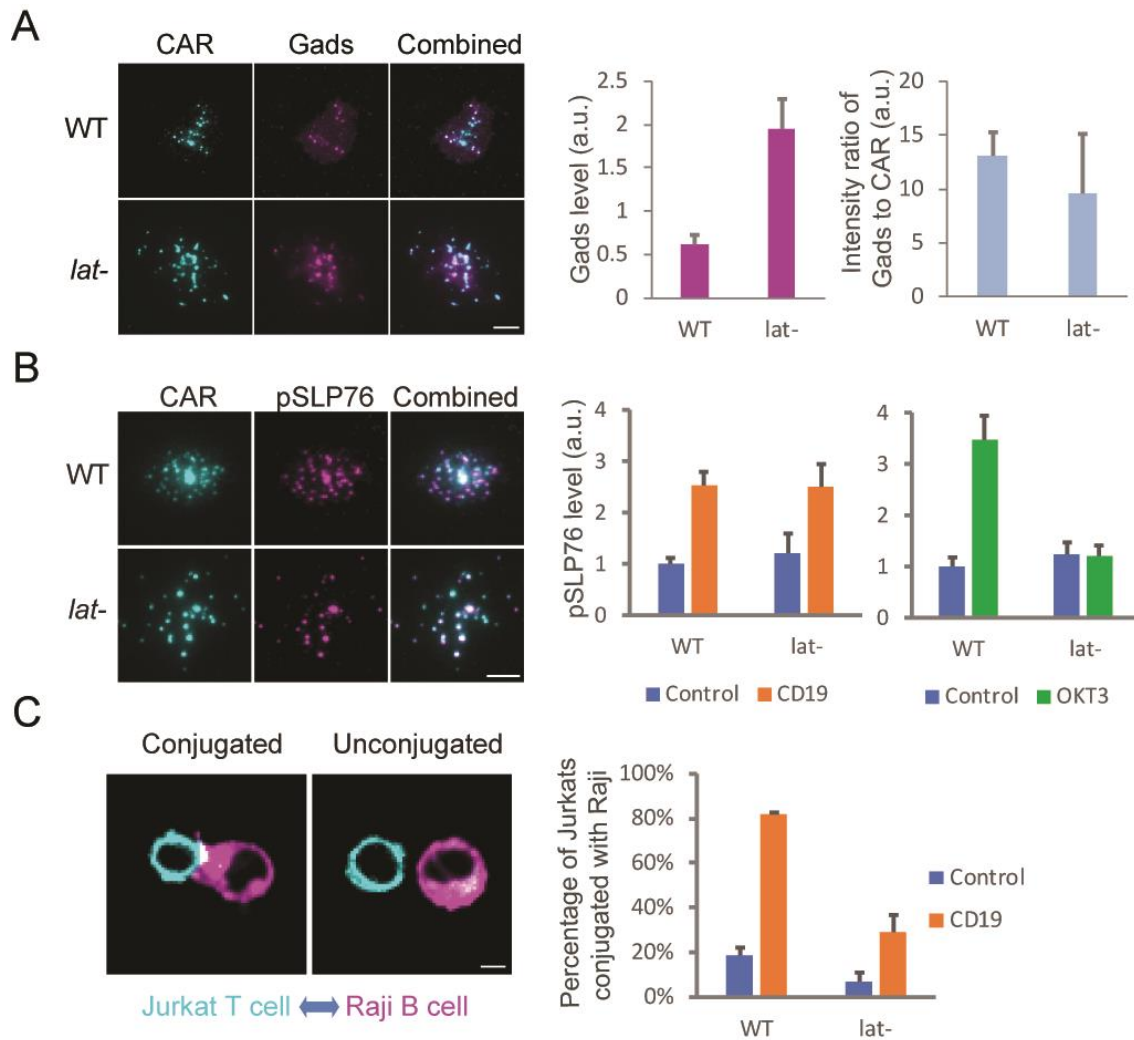 A
CAR Gads Combined
WT
lat-
Gads level (a.u.)
2.5
2
1.5
1
0.5
0
WT lat-
Intensity ratio of
Gads to CAR (a.u.)
20
15
10
5
0
WT lat-
B
CAR pSLP76 Combined
WT
lat-
pSLP76 level (a.u.)
4
3
2
1
0
WT lat-
Control CD19
4
3
2
1
0
WT lat-
Control OKT3
C
Conjugated Unconjugated
Jurkat T cell Raji B cell
Percentage of Jurkats
conjugated with Raji
100%
80%
60%
40%
20%
0%
WT lat-
Control
CD19